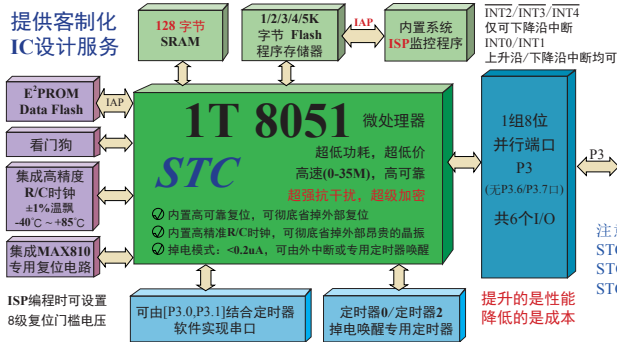 提供客制化
IC设计服务
128 字节
SRAM
1/2/3/4/5K
字节 Flash
程序存储器
IAP
内置系统
ISP监控程序
INT2/INT3/INT4
仅可下降沿中断
INT0/INT1
上升沿/下降沿中断均可
E²PROM
Data Flash
IAP
看门狗
集成高精度
R/C时钟
±1%温飘
-40℃~+85℃
集成MAX810
专用复位电路
ISP编程时可设置
8级复位门槛电压
1T 8051 微处理器
STC
超低功耗，超低价
高速(0-35M)，高可靠
超强抗干扰，超级加密
内置高可靠复位，可彻底省掉外部复位
内置高精准R/C时钟，可彻底省掉外部昂贵的晶振
掉电模式：<0.2uA，可由外中断或专用定时器唤醒
可由[P3.0,P3.1]结合定时器
软件实现串口
定时器0/定时器2
掉电唤醒专用定时器
1组8位
并行端口
P3
(无P3.6/P3.7口)
共6个I/O
P3
提升的是性能
降低的是成本
注意
STC
STC
STC